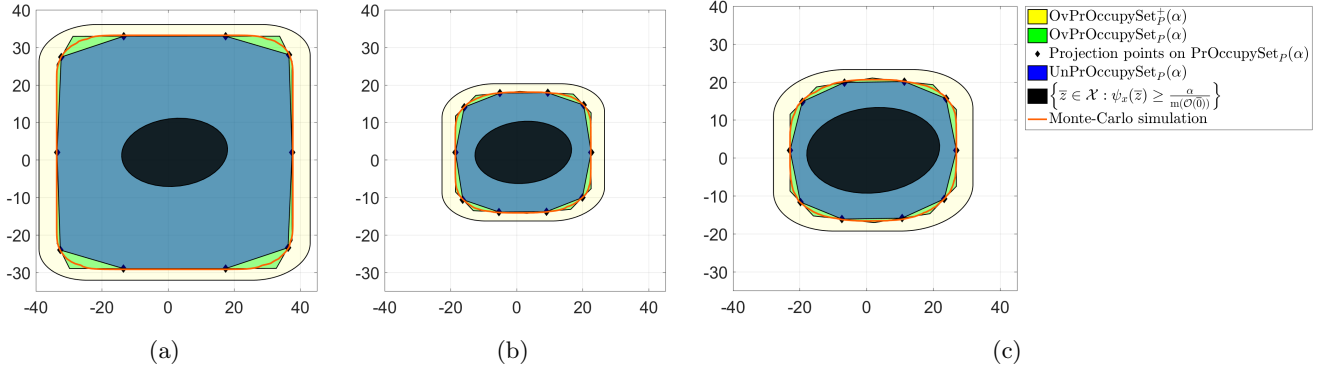 40
30
20
10
0
-10
-20
-30
-40 -20 0 20 40
(a)
40
30
20
10
0
-10
-20
-30
-40 -20 0 20 40
(b)
40
30
20
10
0
-10
-20
-30
-40 -20 0 20 40
(c)
OvPrOccupySet⁺_P(α)
OvPrOccupySet_P(α)
Projection points on PrOccupySet_P(α)
UnPrOccupySet_P(α)
{z̄ ∈ 𝒳 : ψ_x(z̄) ≥ α/m(𝒪(0̄))}
Monte-Carlo simulation